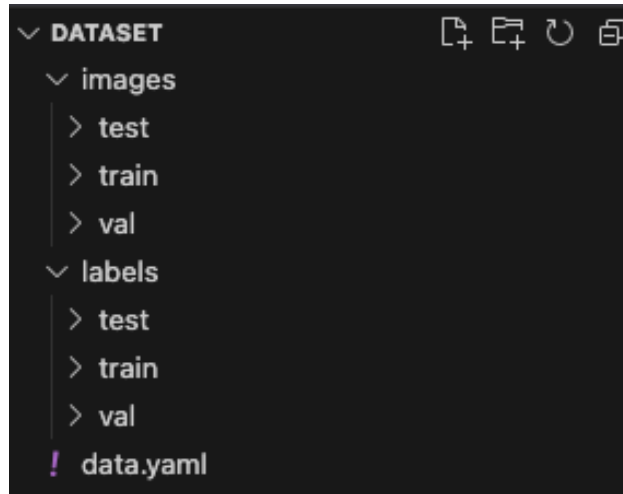 DATASET
images
test
train
val
labels
test
train
val
! data.yaml